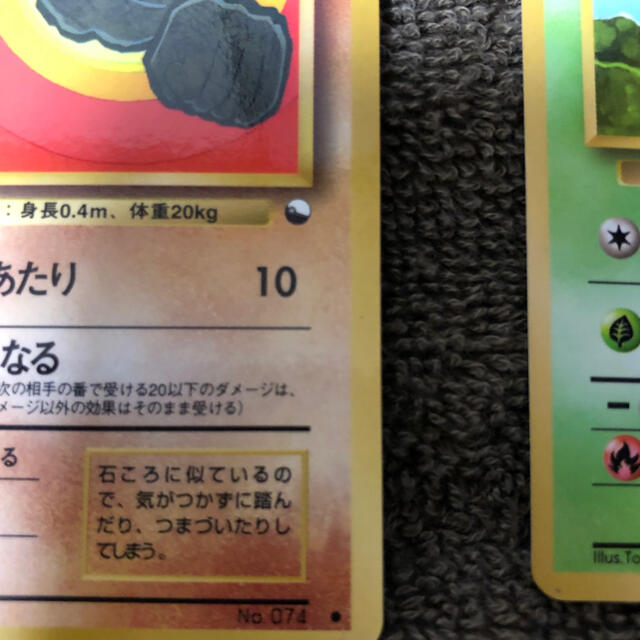 ：身長0.4m、体重20kg
あたり 10
なる
次の相手の番で受ける20以下のダメージは、
メージ以外の効果はそのまま受ける）
る
石ころに似ているの
で、気がつかずに踏ん
だり、つまづいたりし
てしまう。
No. 074
Illus.To